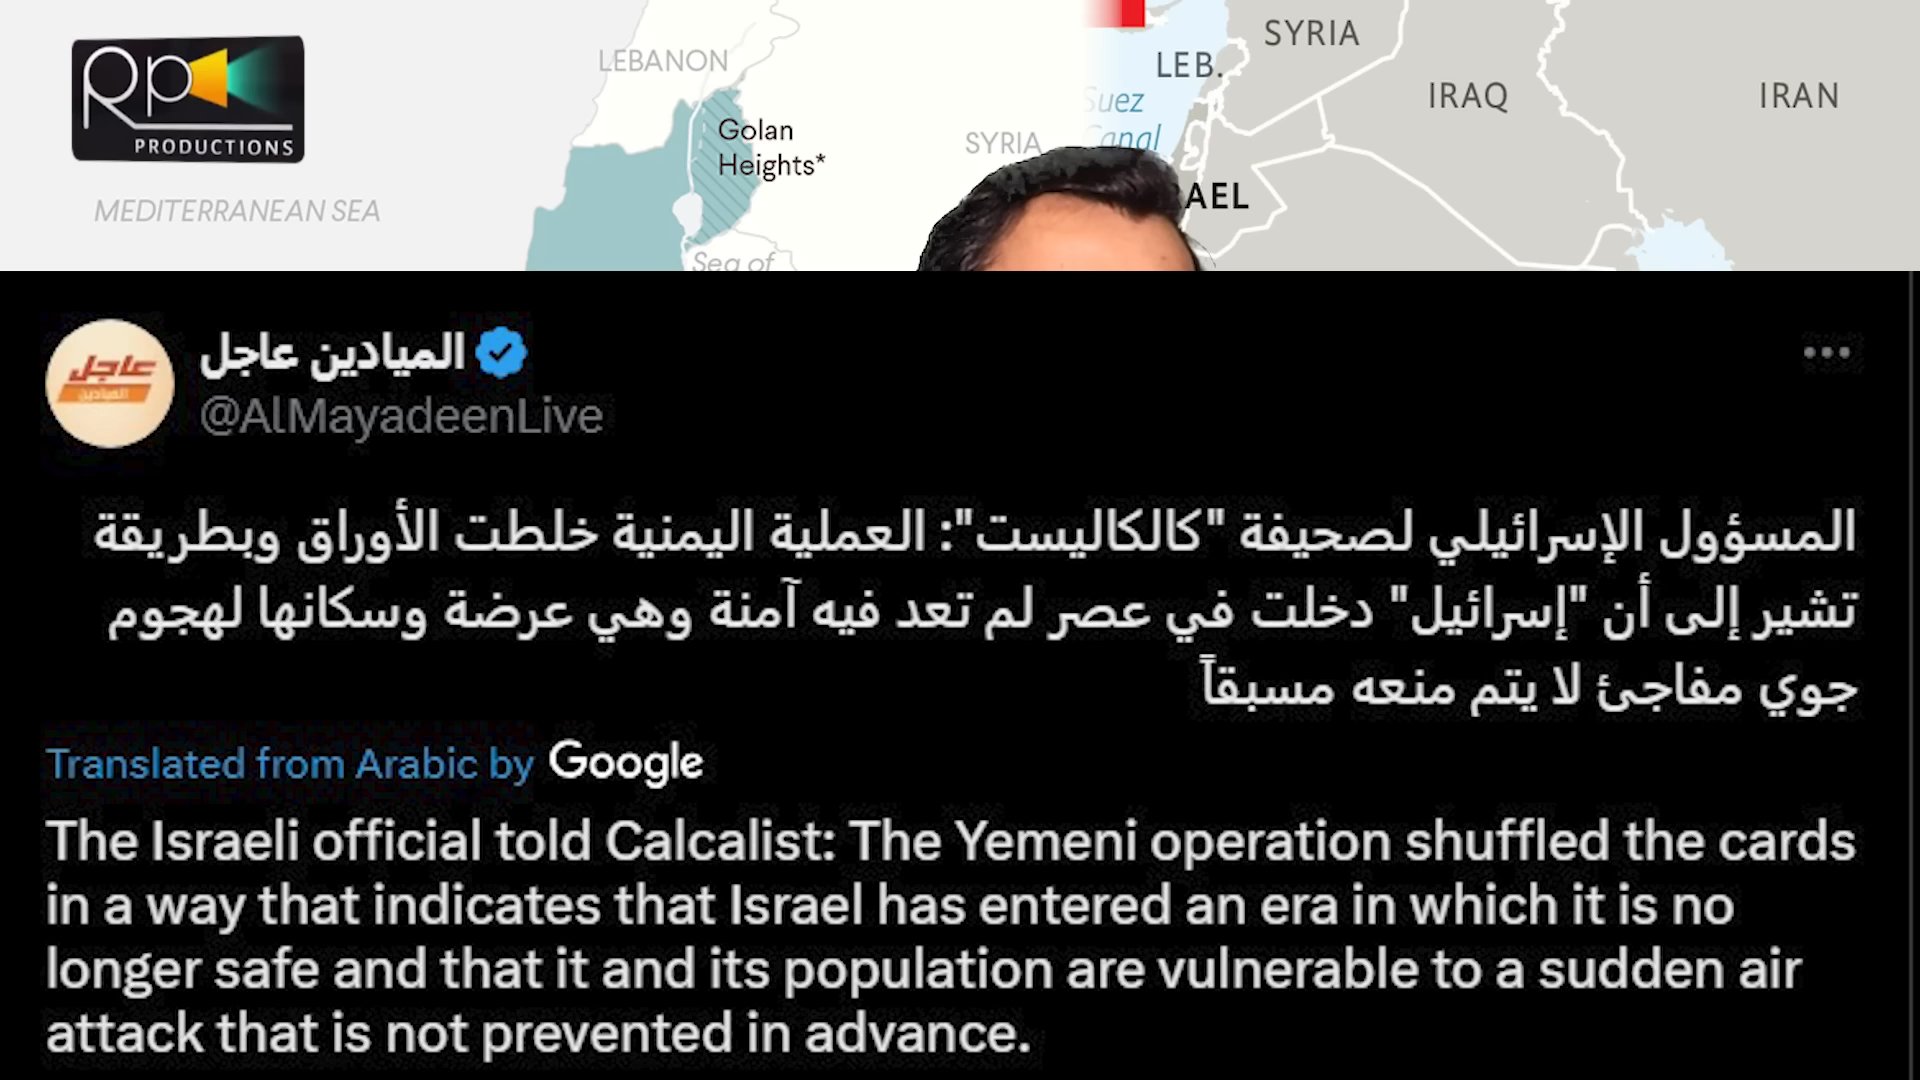 Rp
PRODUCTIONS
MEDITERRANEAN SEA
LEBANON
Golan
Heights*
SYRIA
Sea of
Suez
Canal
LEB.
SYRIA
IRAQ
IRAN
AEL
عاجل
الميادين
الميادين عاجل
@AlMayadeenLive
المسؤول الإسرائيلي لصحيفة "كالكاليست": العملية اليمنية خلطت الأوراق وبطريقة
تشير إلى أن "إسرائيل" دخلت في عصر لم تعد فيه آمنة وهي عرضة وسكانها لهجوم
جوي مفاجئ لا يتم منعه مسبقاً
Translated from Arabic by Google
The Israeli official told Calcalist: The Yemeni operation shuffled the cards
in a way that indicates that Israel has entered an era in which it is no
longer safe and that it and its population are vulnerable to a sudden air
attack that is not prevented in advance.